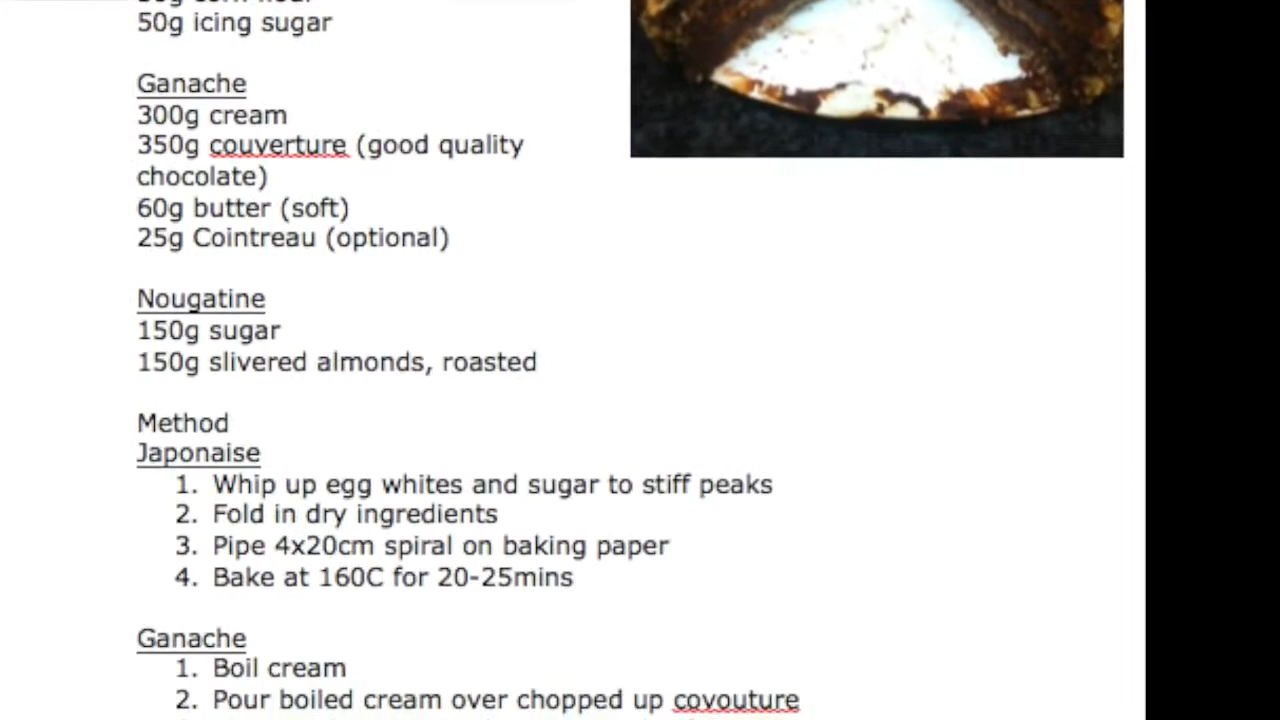 50g icing sugar
Ganache
300g cream
350g couverture (good quality
chocolate)
60g butter (soft)
25g Cointreau (optional)
Nougatine
150g sugar
150g slivered almonds, roasted
Method
Japonaise
1. Whip up egg whites and sugar to stiff peaks
2. Fold in dry ingredients
3. Pipe 4x20cm spiral on baking paper
4. Bake at 160C for 20-25mins
Ganache
1. Boil cream
2. Pour boiled cream over chopped up covouture